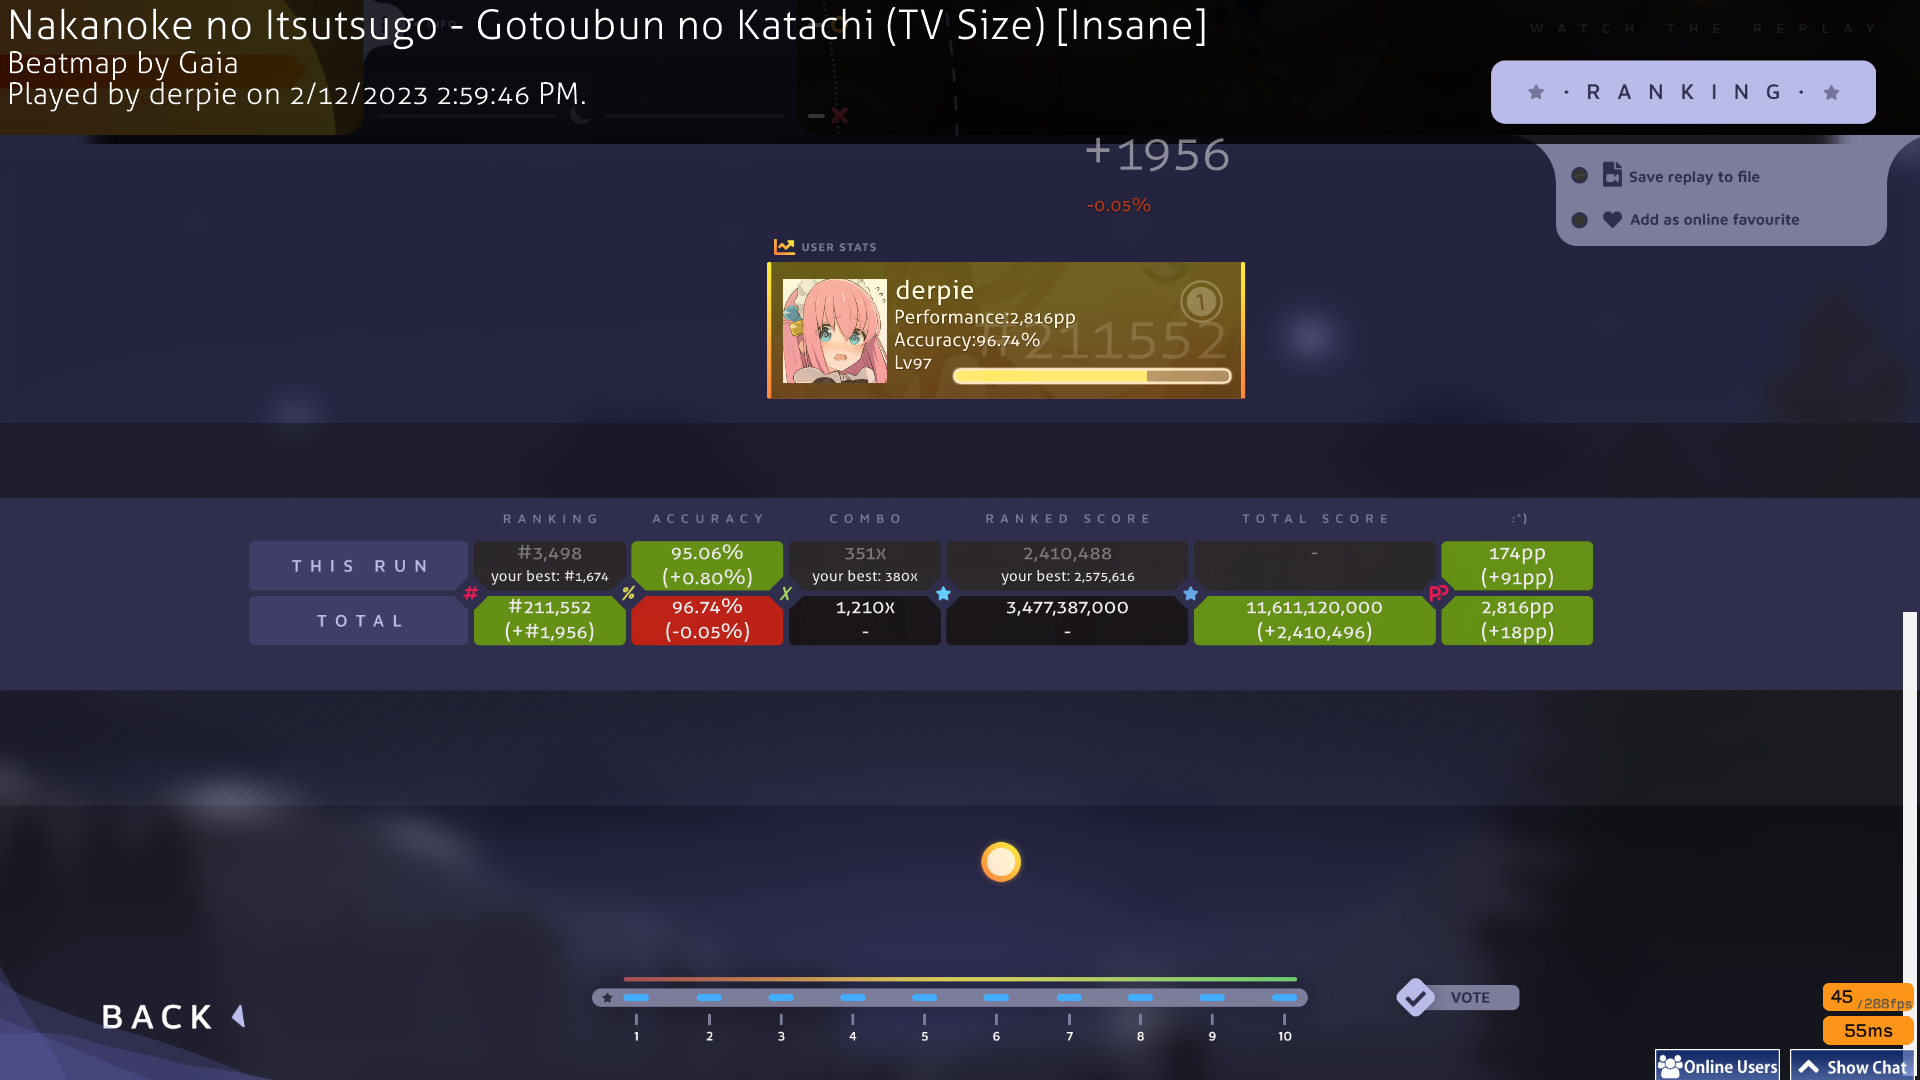 Nakanoke no Itsutsugo - Gotoubun no Katachi (TV Size) [Insane]
Beatmap by Gaia
Played by derpie on 2/12/2023 2:59:46 PM.
WATCH THE REPLAY
· RANKING ·
+1956
-0.05%
Save replay to file
Add as online favourite
USER STATS
derpie
1
Performance:2,816pp
#211552
Accuracy:96.74%
Lv97
RANKING ACCURACY COMBO RANKED SCORE TOTAL SCORE :^)
THIS RUN
#3,498 95.06% 351x 2,410,488 - 174pp
your best: #1,674 (+0.80%) your best: 380x your best: 2,575,616 (+91pp)
# % X PP
TOTAL
#211,552 96.74% 1,210x 3,477,387,000 11,611,120,000 2,816pp
(+#1,956) (-0.05%) - - (+2,410,496) (+18pp)
BACK
1 2 3 4 5 6 7 8 9 10
VOTE
45 /288fps
55ms
Online Users
Show Chat